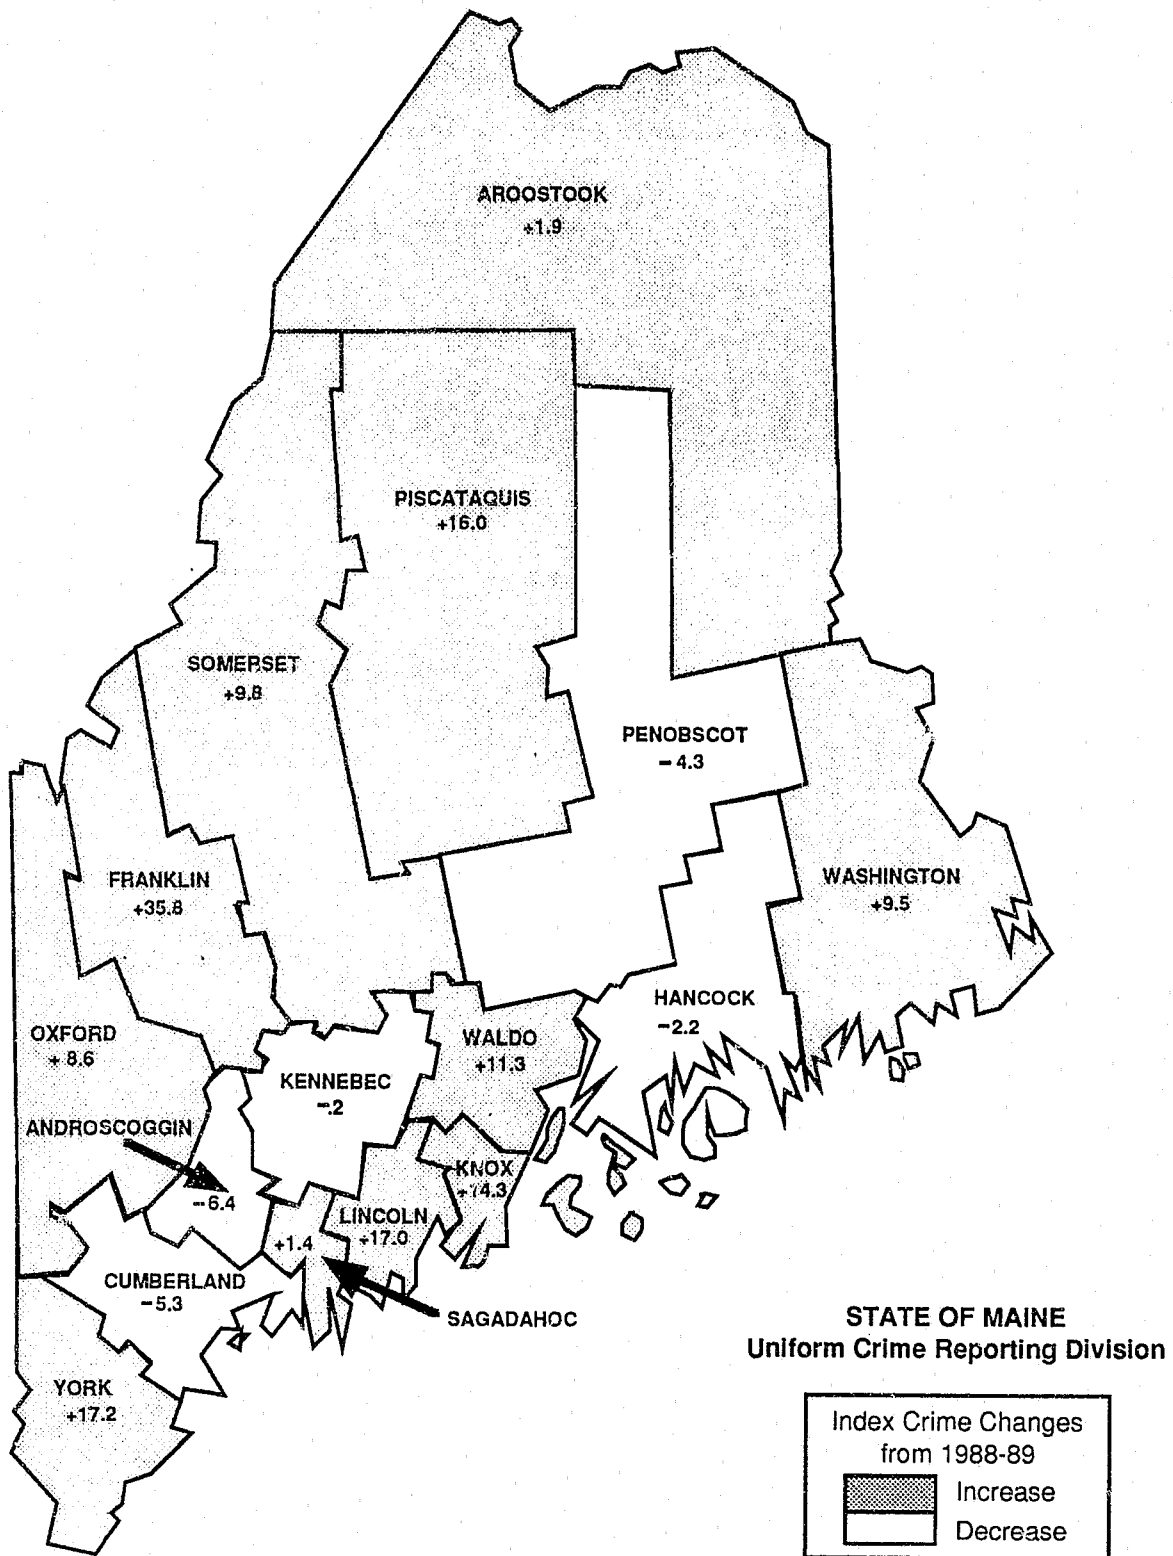 AROOSTOOK
+1.9
PISCATAQUIS
+16.0
SOMERSET
+9.8
PENOBSCOT
-4.3
FRANKLIN
+35.8
WASHINGTON
+9.5
OXFORD
+8.6
HANCOCK
-2.2
WALDO
+11.3
KENNEBEC
-.2
ANDROSCOGGIN
-6.4
KNOX
+14.3
LINCOLN
+17.0
+1.4
CUMBERLAND
-5.3
SAGADAHOC
YORK
+17.2
STATE OF MAINE
Uniform Crime Reporting Division
Index Crime Changes
from 1988-89
Increase
Decrease